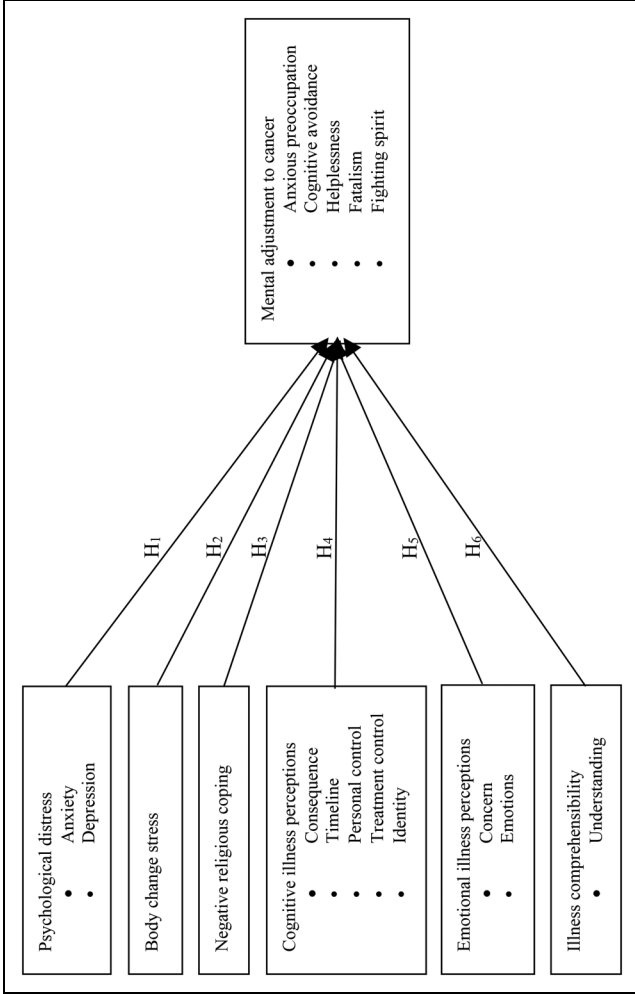 Psychological distress
• Anxiety
• Depression
Body change stress
Negative religious coping
Cognitive illness perceptions
• Consequence
• Timeline
• Personal control
• Treatment control
• Identity
Emotional illness perceptions
• Concern
• Emotions
Illness comprehensibility
• Understanding
H₁
H₂
H₃
H₄
H₅
H₆
Mental adjustment to cancer
• Anxious preoccupation
• Cognitive avoidance
• Helplessness
• Fatalism
• Fighting spirit